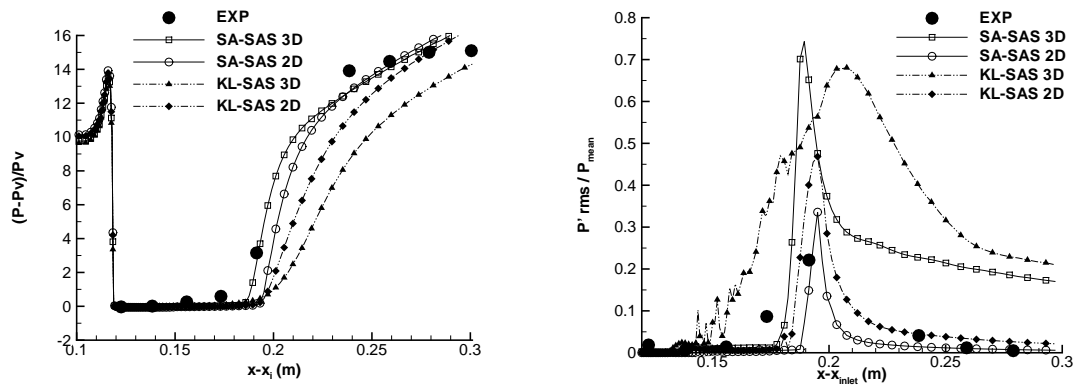 EXP
SA-SAS 3D
SA-SAS 2D
KL-SAS 3D
KL-SAS 2D
(P-Pv)/Pv
16
14
12
10
8
6
4
2
0
-2
0.1
0.15
0.2
0.25
0.3
x-xi (m)
EXP
SA-SAS 3D
SA-SAS 2D
KL-SAS 3D
KL-SAS 2D
P' rms / Pmean
0.8
0.7
0.6
0.5
0.4
0.3
0.2
0.1
0
0.2
0.3
x-xinlet (m)